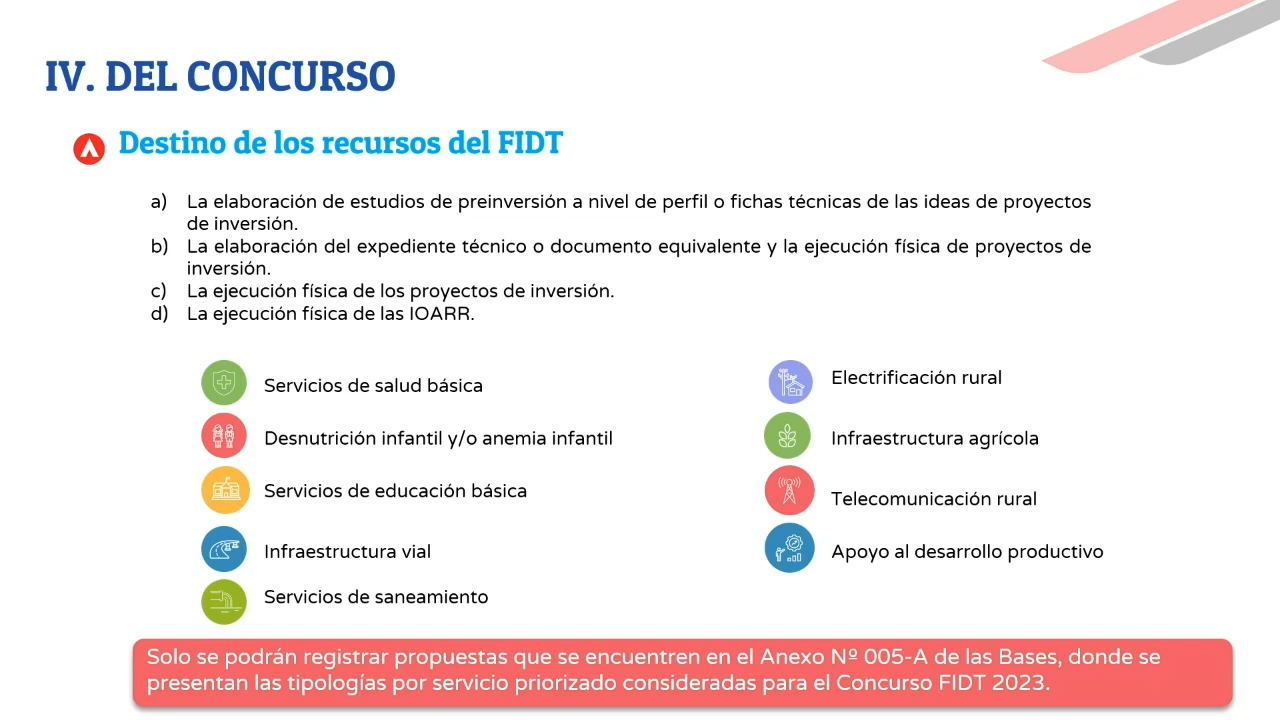 IV. DEL CONCURSO
Destino de los recursos del FIDT
a) La elaboración de estudios de preinversión a nivel de perfil o fichas técnicas de las ideas de proyectos
de inversión.
b) La elaboración del expediente técnico o documento equivalente y la ejecución física de proyectos de
inversión.
c) La ejecución física de los proyectos de inversión.
d) La ejecución física de las IOARR.
Servicios de salud básica
Desnutrición infantil y/o anemia infantil
Servicios de educación básica
Infraestructura vial
Servicios de saneamiento
Electrificación rural
Infraestructura agrícola
Telecomunicación rural
Apoyo al desarrollo productivo
Solo se podrán registrar propuestas que se encuentren en el Anexo Nº 005-A de las Bases, donde se
presentan las tipologías por servicio priorizado consideradas para el Concurso FIDT 2023.